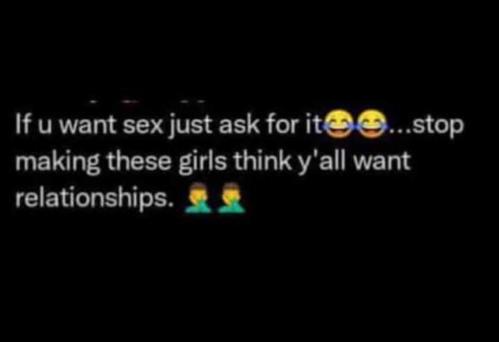 If u want sex just ask for it😂😂...stop
making these girls think y'all want
relationships. 🤦‍♂️🤦‍♂️